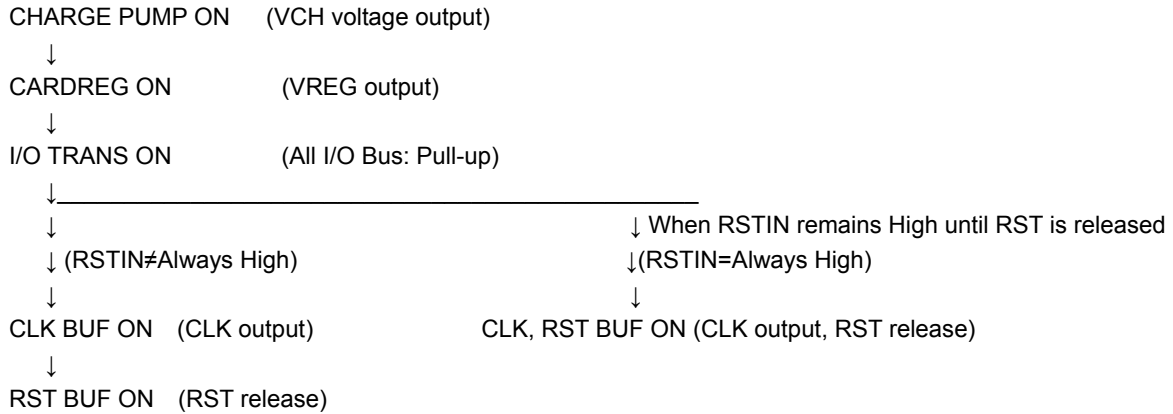 CHARGE PUMP ON (VCH voltage output)
↓
CARDREG ON (VREG output)
↓
I/O TRANS ON (All I/O Bus: Pull-up)
↓
↓ ↓ When RSTIN remains High until RST is released
↓ (RSTIN≠Always High) ↓(RSTIN=Always High)
↓ ↓
CLK BUF ON (CLK output) CLK, RST BUF ON (CLK output, RST release)
↓
RST BUF ON (RST release)